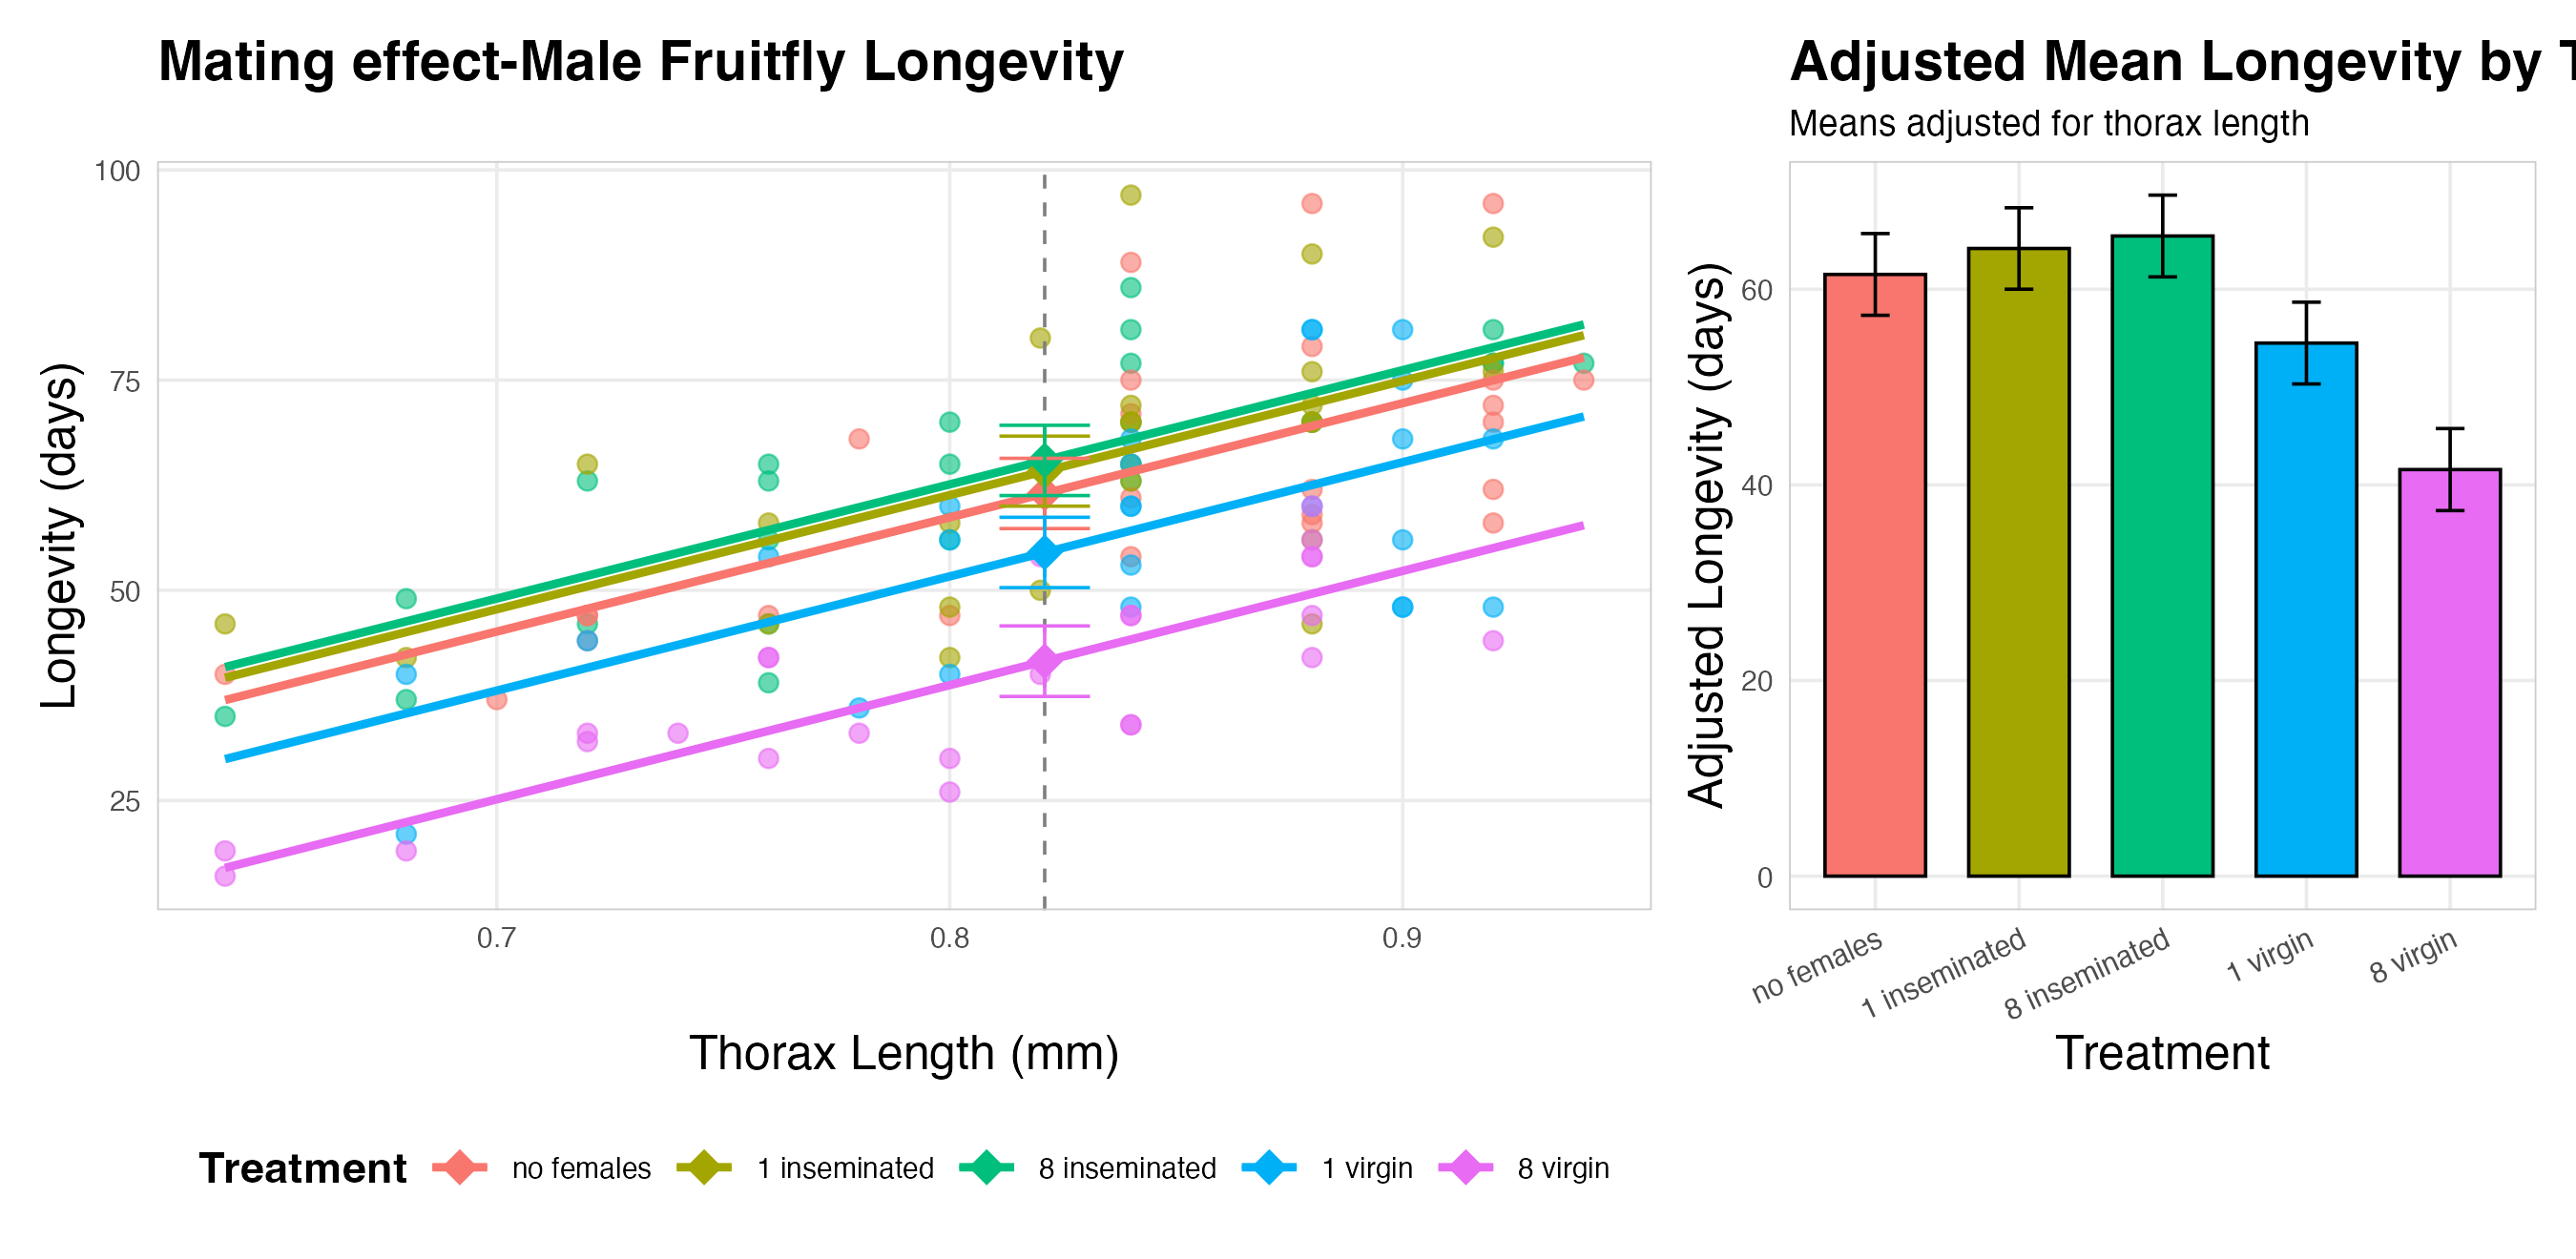 Mating effect-Male Fruitfly Longevity
Longevity (days)
100
75
50
25
0.7 0.8 0.9
Thorax Length (mm)
Treatment no females 1 inseminated 8 inseminated 1 virgin 8 virgin
Adjusted Mean Longevity by T
Means adjusted for thorax length
Adjusted Longevity (days)
60
40
20
0
no females 1 inseminated 8 inseminated 1 virgin 8 virgin
Treatment